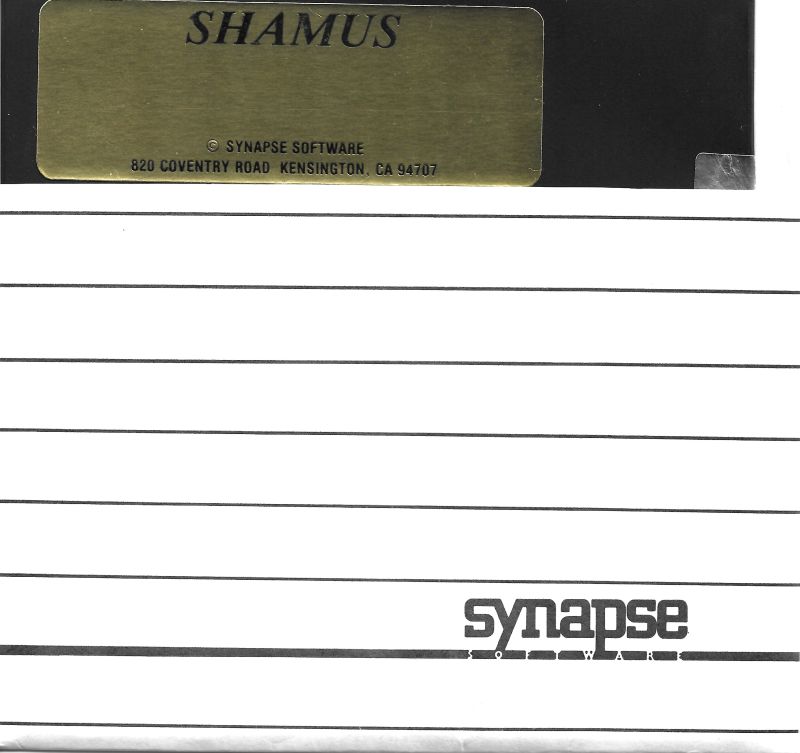 SHAMUS
© SYNAPSE SOFTWARE
820 COVENTRY ROAD KENSINGTON, CA 94707
synapse
SOFTWARE